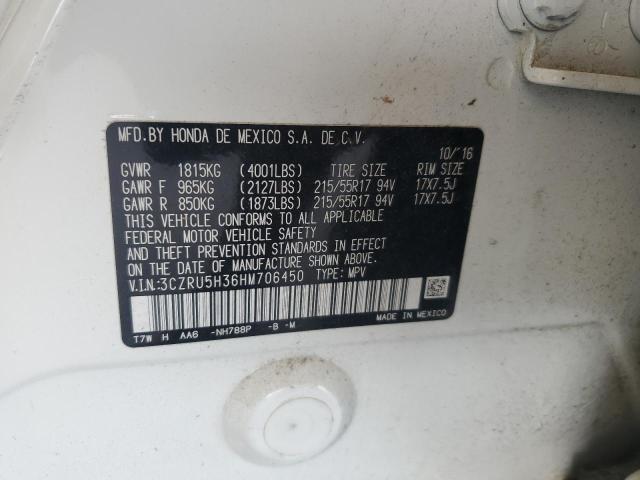 MFD.BY HONDA DE MEXICO S.A. DE C.V.
10/'16
GVWR 1815KG (4001LBS) TIRE SIZE RIM SIZE
GAWR F 965KG (2127LBS) 215/55R17 94V 17X7.5J
GAWR R 850KG (1873LBS) 215/55R17 94V 17X7.5J
THIS VEHICLE CONFORMS TO ALL APPLICABLE
FEDERAL MOTOR VEHICLE SAFETY
AND THEFT PREVENTION STANDARDS IN EFFECT
ON THE DATE OF MANUFACTURE SHOWN ABOVE.
V.I.N.:3CZRU5H36HM706450 TYPE: MPV
T7W H AA6 -NH788P -B -M
MADE IN MEXICO